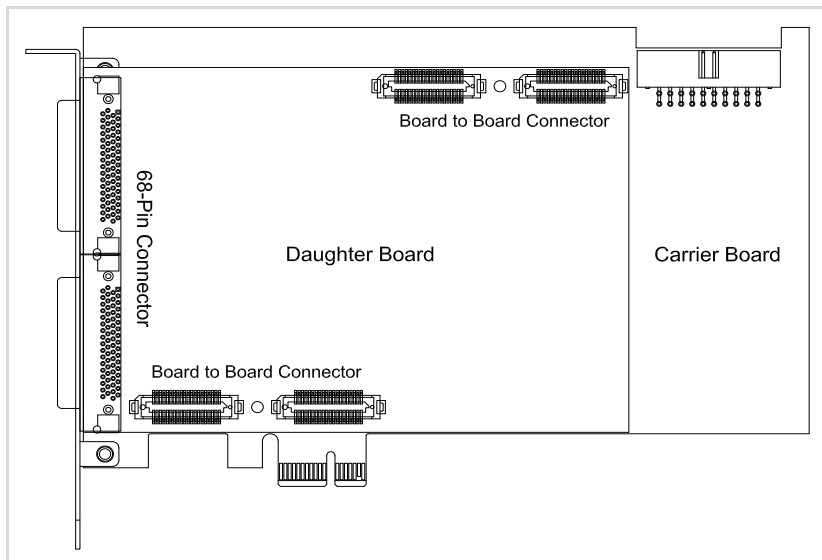 Board to Board Connector
68-Pin Connector
Daughter Board
Carrier Board
Board to Board Connector